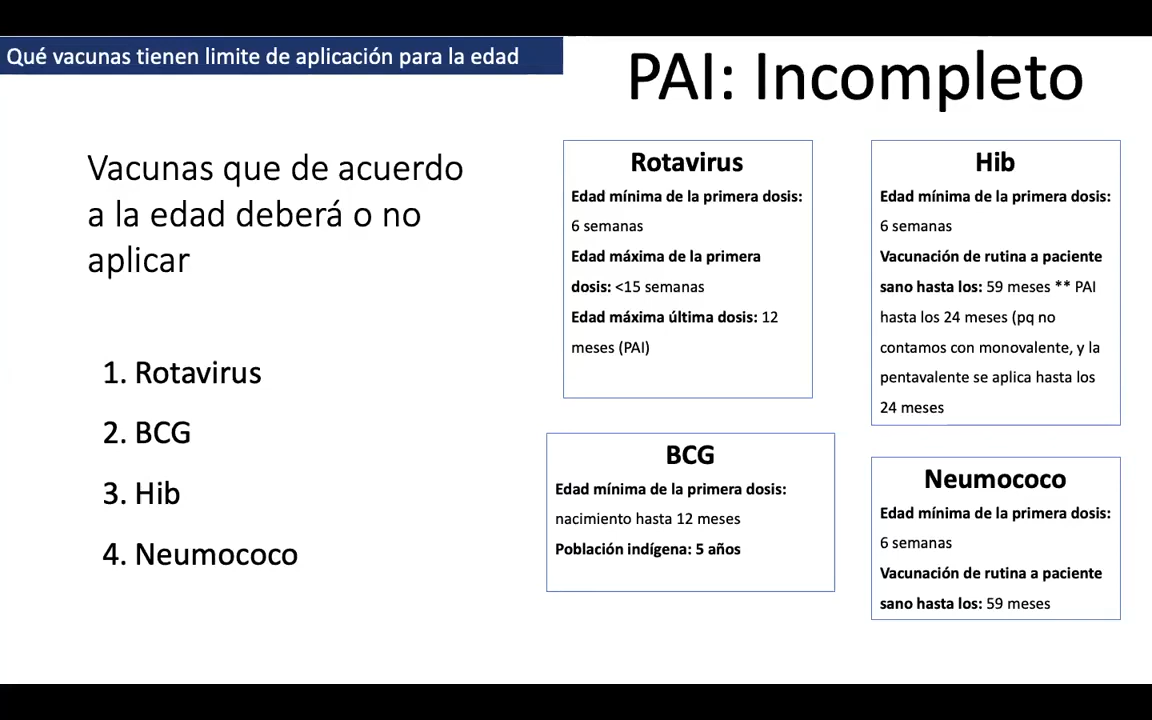 Qué vacunas tienen limite de aplicación para la edad
PAI: Incompleto
Vacunas que de acuerdo
a la edad deberá o no
aplicar
1. Rotavirus
2. BCG
3. Hib
4. Neumococo
Rotavirus
Edad mínima de la primera dosis:
6 semanas
Edad máxima de la primera
dosis: <15 semanas
Edad máxima última dosis: 12
meses (PAI)
Hib
Edad mínima de la primera dosis:
6 semanas
Vacunación de rutina a paciente
sano hasta los: 59 meses ** PAI
hasta los 24 meses (pq no
contamos con monovalente, y la
pentavalente se aplica hasta los
24 meses
BCG
Edad mínima de la primera dosis:
nacimiento hasta 12 meses
Población indígena: 5 años
Neumococo
Edad mínima de la primera dosis:
6 semanas
Vacunación de rutina a paciente
sano hasta los: 59 meses